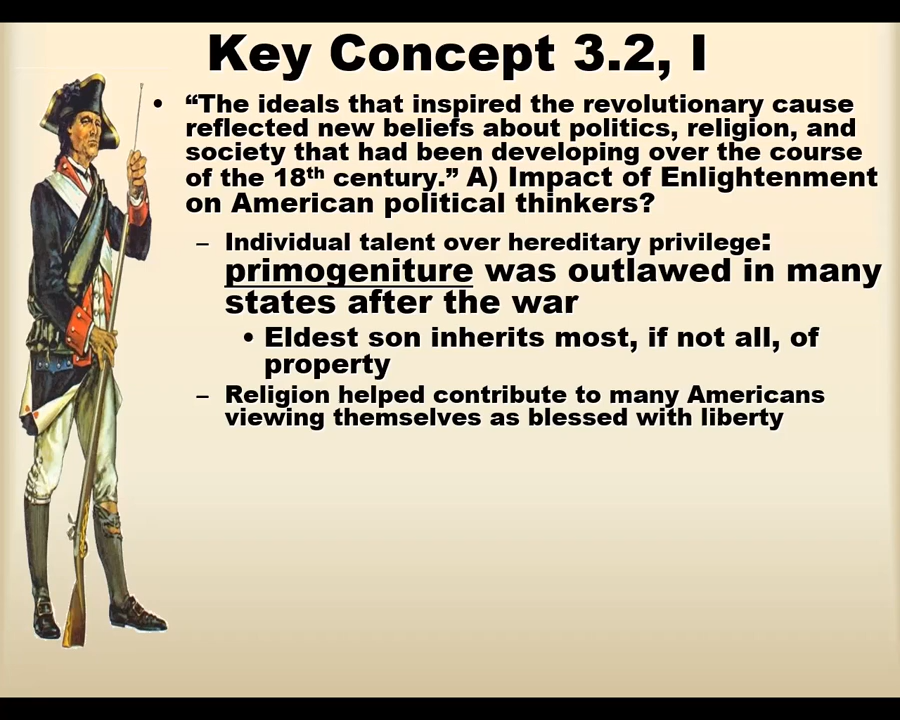 Key Concept 3.2, I
• “The ideals that inspired the revolutionary cause
reflected new beliefs about politics, religion, and
society that had been developing over the course
of the 18th century.” A) Impact of Enlightenment
on American political thinkers?
– Individual talent over hereditary privilege:
primogeniture was outlawed in many
states after the war
• Eldest son inherits most, if not all, of
property
– Religion helped contribute to many Americans
viewing themselves as blessed with liberty